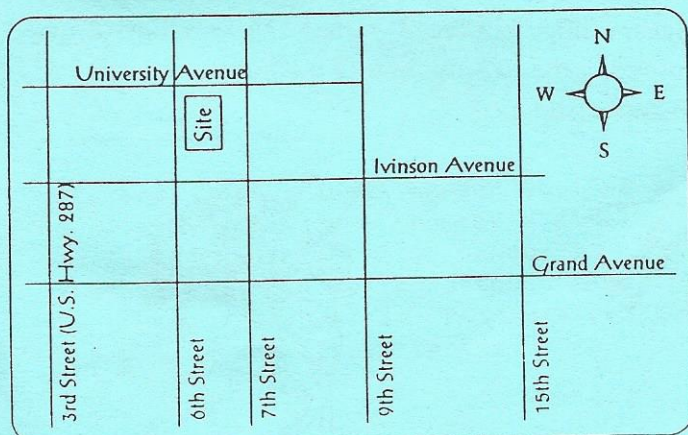 N
University Avenue
W E
Site
S
Ivinson Avenue
3rd Street (U.S. Hwy. 287)
Grand Avenue
6th Street
7th Street
9th Street
15th Street